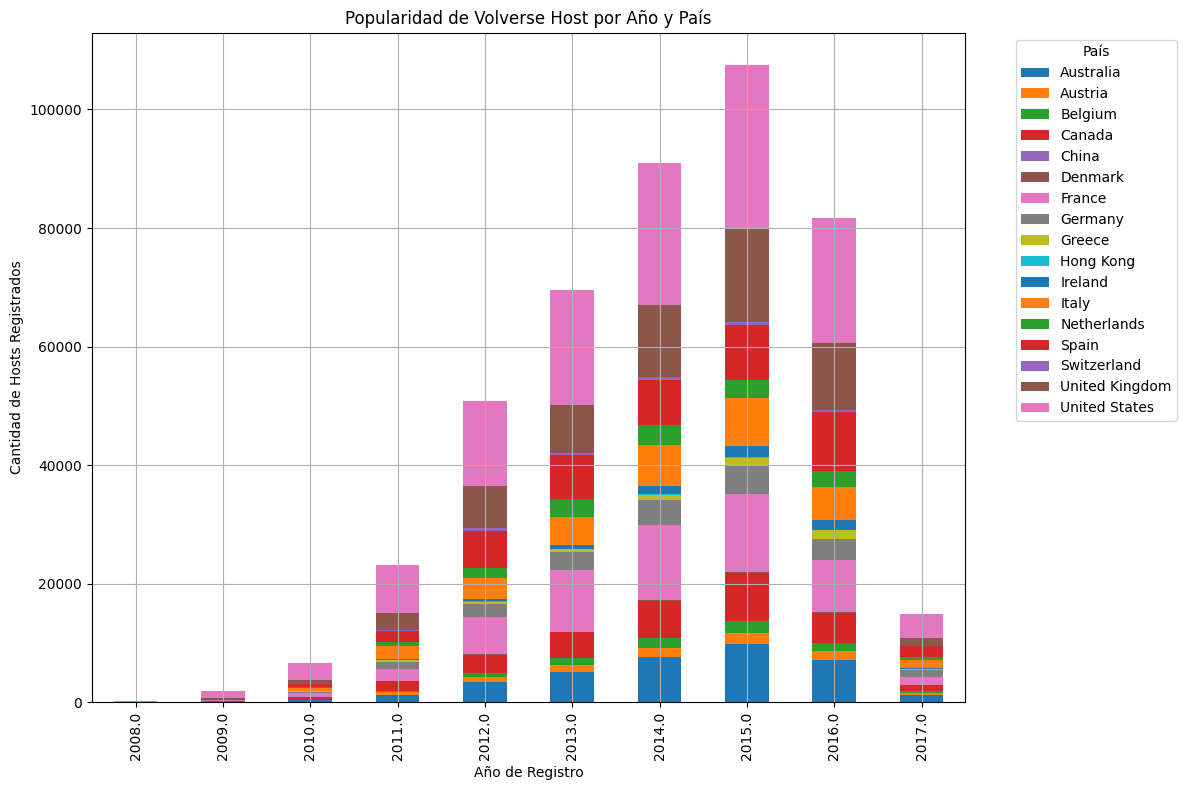 Popularidad de Volverse Host por Año y País
Cantidad de Hosts Registrados
100000
80000
60000
40000
20000
0
2008.0
2009.0
2010.0
2011.0
2012.0
2013.0
2014.0
2015.0
2016.0
2017.0
Año de Registro
País
Australia
Austria
Belgium
Canada
China
Denmark
France
Germany
Greece
Hong Kong
Ireland
Italy
Netherlands
Spain
Switzerland
United Kingdom
United States